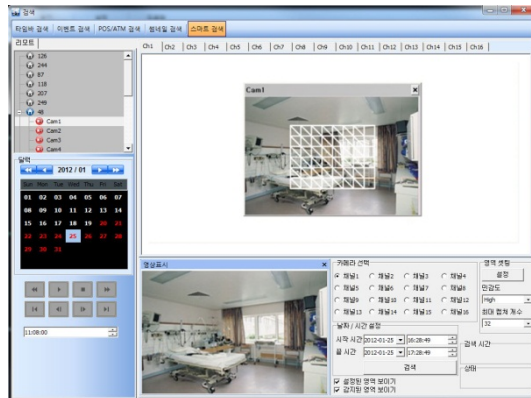 검색
타임바 검색 이벤트 검색 POS/ATM 검색 썸네일 검색 스마트 검색
리모트
Ch1 Ch2 Ch3 Ch4 Ch5 Ch6 Ch7 Ch8 Ch9 Ch10 Ch11 Ch12 Ch13 Ch14 Ch15 Ch16
126
244
87
118
207
249
48
Cam1
Cam2
Cam3
Cam4
Cam1
달력
2012 / 01
Sun Mon Tue Wed Thu Fri Sat
01 02 03 04 05 06 07
08 09 10 11 12 13 14
15 16 17 18 19 20 21
22 23 24 25 26 27 28
29 30 31
11:08:00
영상표시
카메라 선택
채널1 채널2 채널3 채널4
채널5 채널6 채널7 채널8
채널9 채널10 채널11 채널12
채널13 채널14 채널15 채널16
영역 셋팅
설정
민감도
High
최대 캡쳐 개수
32
날짜 / 시간 설정
시작 시간 2012-01-25 16:28:49
끝 시간 2012-01-25 17:28:49
검색
검색 시간
상태
설정된 영역 보이기
감지된 영역 보이기